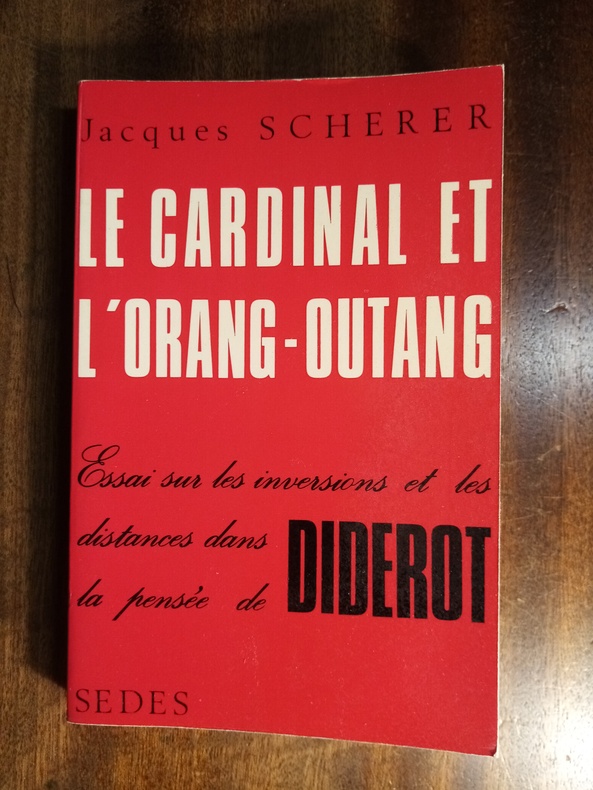 Jacques SCHERER
LE CARDINAL ET
L'ORANG-OUTANG
Essai sur les inversions et les
distances dans DIDEROT
la pensée de
SEDES